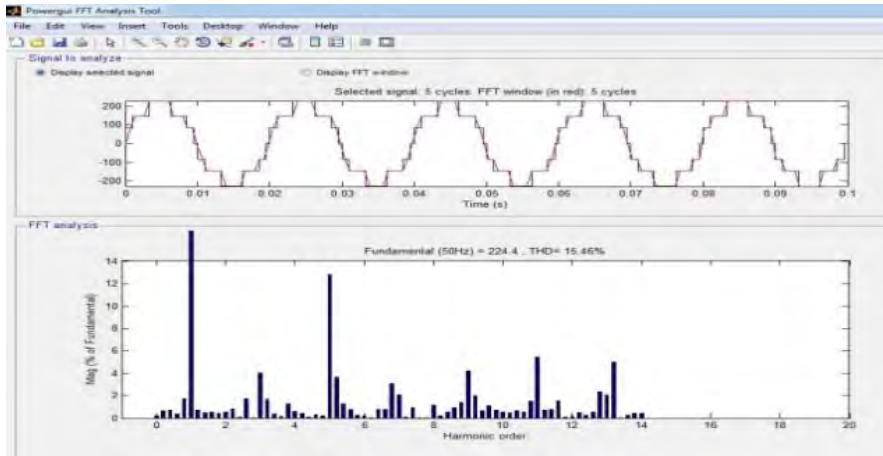 Powergui FFT Analysis Tool
File Edit View Insert Tools Desktop Window Help
Signal to analyze
Display selected signal Display FFT window
Selected signal: 5 cycles. FFT window (in red): 5 cycles
200
100
0
-100
-200
0 0.01 0.02 0.03 0.04 0.05 0.06 0.07 0.08 0.09 0.1
Time (s)
FFT analysis
Fundamental (50Hz) = 224.4 , THD= 15.46%
Mag (% of Fundamental)
14
12
10
8
6
4
2
0
0 2 4 6 8 10 12 14 16 18 20
Harmonic order